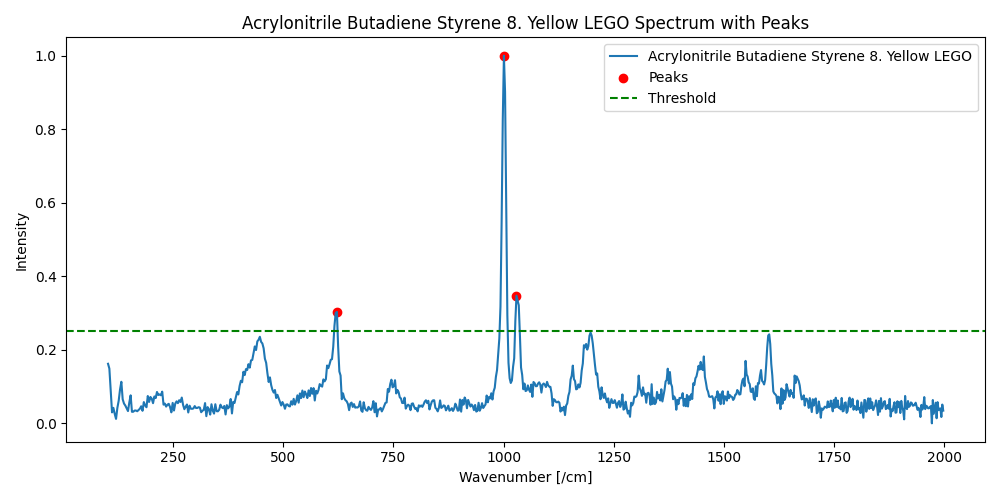 Acrylonitrile Butadiene Styrene 8. Yellow LEGO Spectrum with Peaks
Acrylonitrile Butadiene Styrene 8. Yellow LEGO
Peaks
Threshold
Intensity
1.0
0.8
0.6
0.4
0.2
0.0
250
500
750
1000
1250
1500
1750
2000
Wavenumber [/cm]